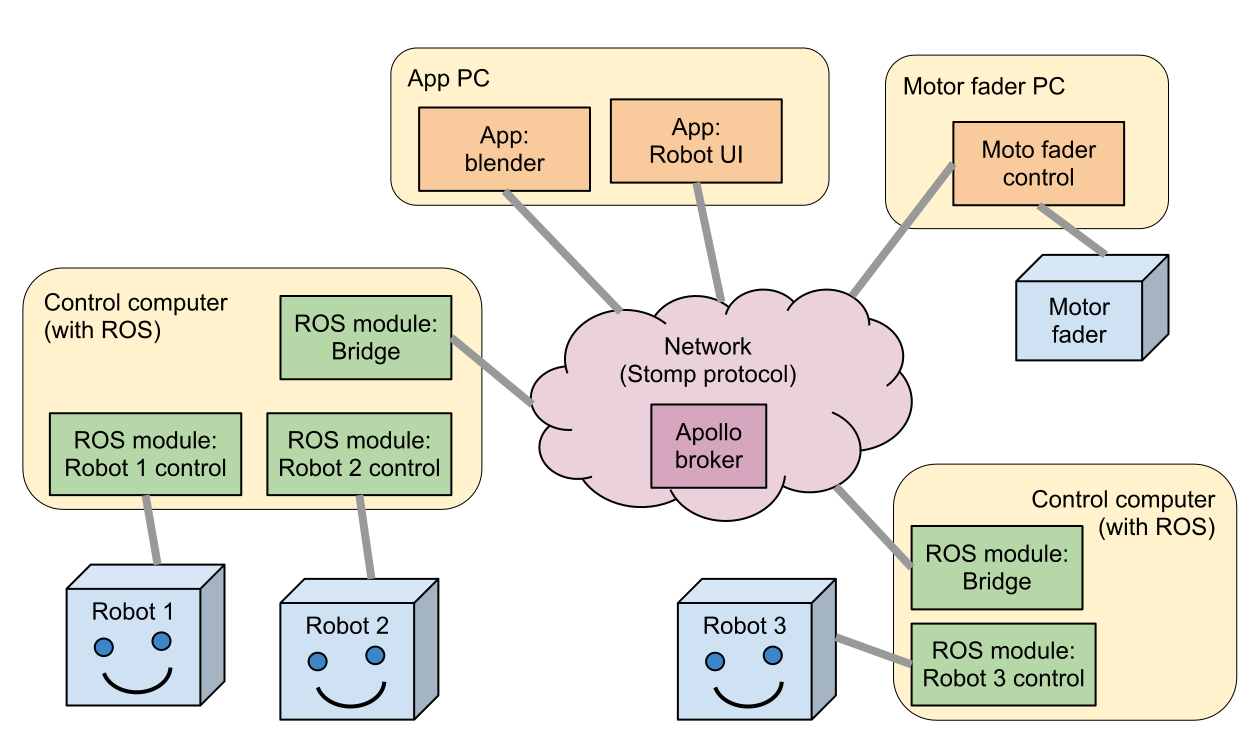 App PC
App:
blender
App:
Robot UI
Motor fader PC
Moto fader
control
Motor
fader
Control computer
(with ROS)
ROS module:
Bridge
ROS module:
Robot 1 control
ROS module:
Robot 2 control
Network
(Stomp protocol)
Apollo
broker
Control computer
(with ROS)
ROS module:
Bridge
ROS module:
Robot 3 control
Robot 1
Robot 2
Robot 3